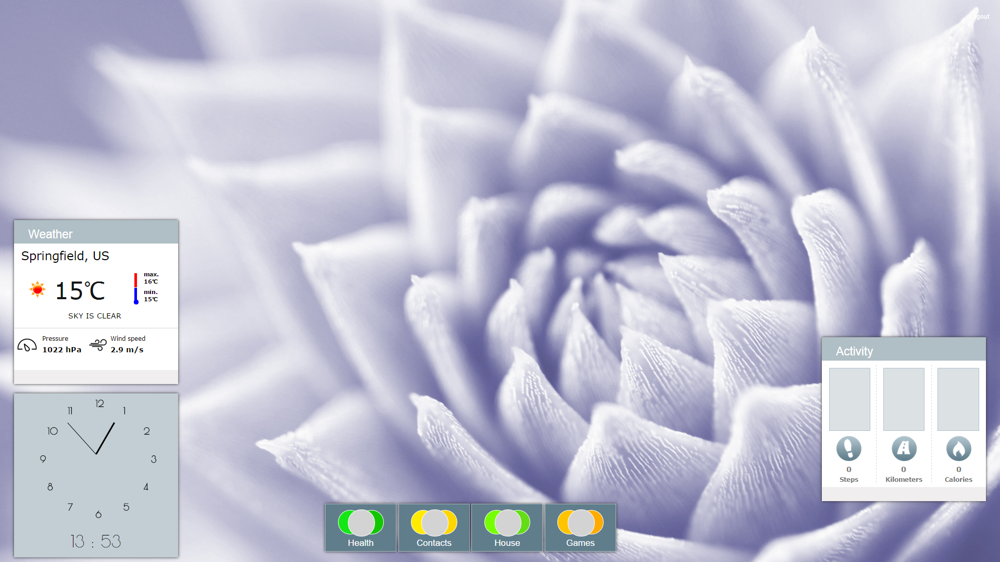 gout
Weather
Springfield, US
15℃
max.
16℃
min.
15℃
SKY IS CLEAR
Pressure
1022 hPa
Wind speed
2.9 m/s
12
1
2
3
4
5
6
7
8
9
10
11
13 : 53
Health
Contacts
House
Games
Activity
0
Steps
0
Kilometers
0
Calories